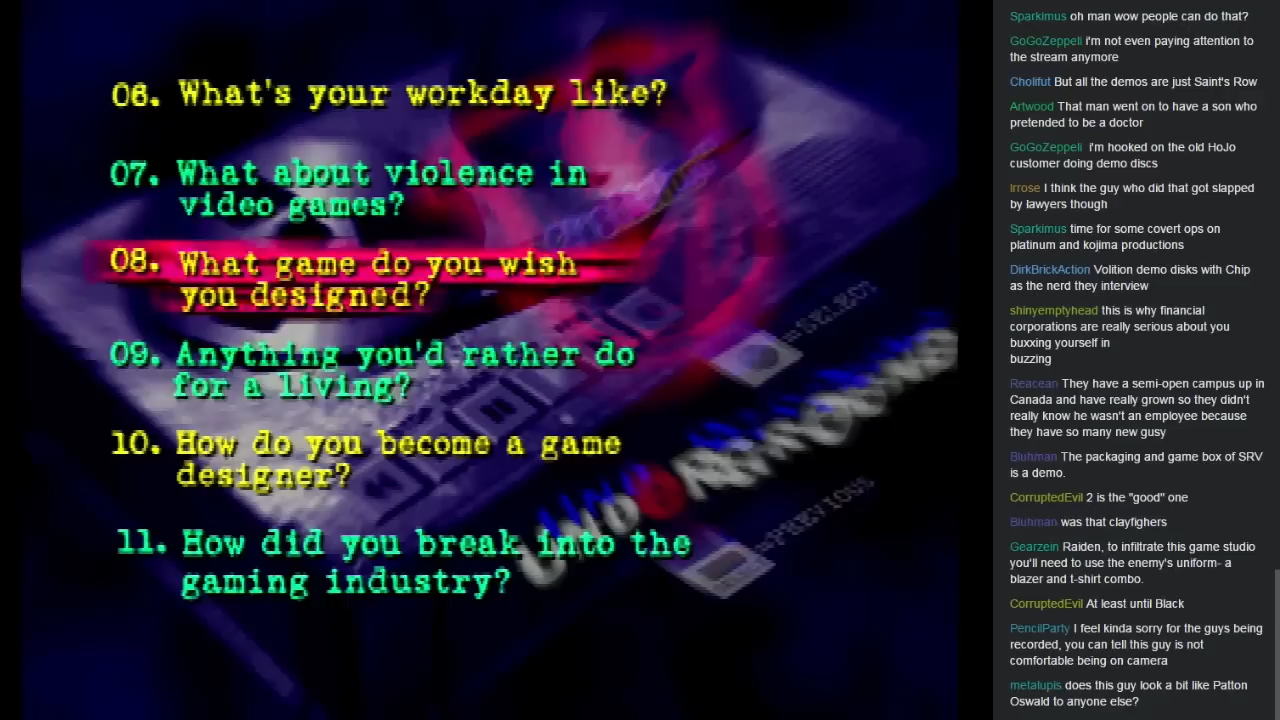 06. What's your workday like?
07. What about violence in
video games?
08. What game do you wish
you designed?
09. Anything you'd rather do
for a living?
10. How do you become a game
designer?
11. How did you break into the
gaming industry?
=SELECT
=PREVIOUS
Sparkimus oh man wow people can do that?
GoGoZeppeli i'm not even paying attention to
the stream anymore
Cholifut But all the demos are just Saint's Row
Artwood That man went on to have a son who
pretended to be a doctor
GoGoZeppeli i'm hooked on the old HoJo
customer doing demo discs
Irrose I think the guy who did that got slapped
by lawyers though
Sparkimus time for some covert ops on
platinum and kojima productions
DirkBrickAction Volition demo disks with Chip
as the nerd they interview
shinyemptyhead this is why financial
corporations are really serious about you
buxxing yourself in
buzzing
Reacean They have a semi-open campus up in
Canada and have really grown so they didn't
really know he wasn't an employee because
they have so many new gusy
Bluhman The packaging and game box of SRV
is a demo.
CorruptedEvil 2 is the "good" one
Bluhman was that clayfighers
Gearzein Raiden, to infiltrate this game studio
you'll need to use the enemy's uniform- a
blazer and t-shirt combo.
CorruptedEvil At least until Black
PencilParty I feel kinda sorry for the guys being
recorded, you can tell this guy is not
comfortable being on camera
metalupis does this guy look a bit like Patton
Oswald to anyone else?